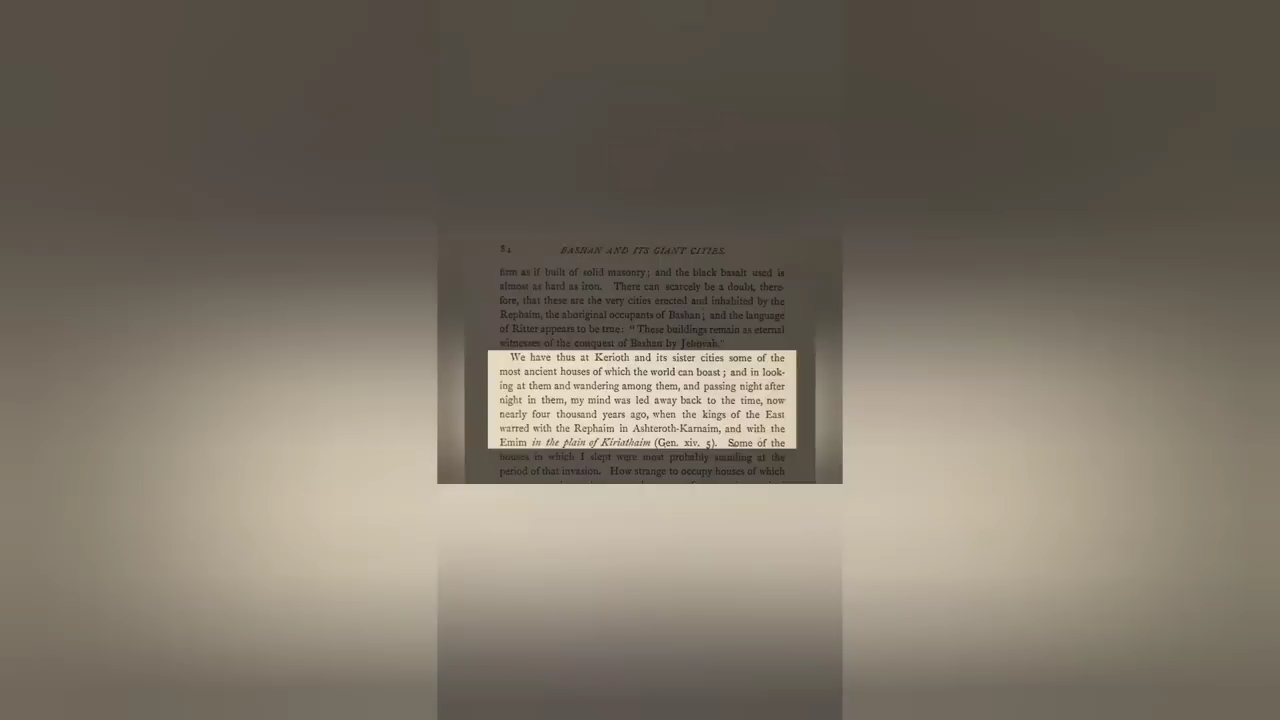 84 BASHAN AND ITS GIANT CITIES.
firm as if built of solid masonry; and the black basalt used is
almost as hard as iron. There can scarcely be a doubt, there-
fore, that these are the very cities erected and inhabited by the
Rephaim, the aboriginal occupants of Bashan; and the language
of Ritter appears to be true: "These buildings remain as eternal
witnesses of the conquest of Bashan by Jehovah."
We have thus at Kerioth and its sister cities some of the
most ancient houses of which the world can boast; and in look-
ing at them and wandering among them, and passing night after
night in them, my mind was led away back to the time, now
nearly four thousand years ago, when the kings of the East
warred with the Rephaim in Ashteroth-Karnaim, and with the
Emim in the plain of Kiriathaim (Gen. xiv. 5). Some of the
houses in which I slept were most probably standing at the
period of that invasion. How strange to occupy houses of which